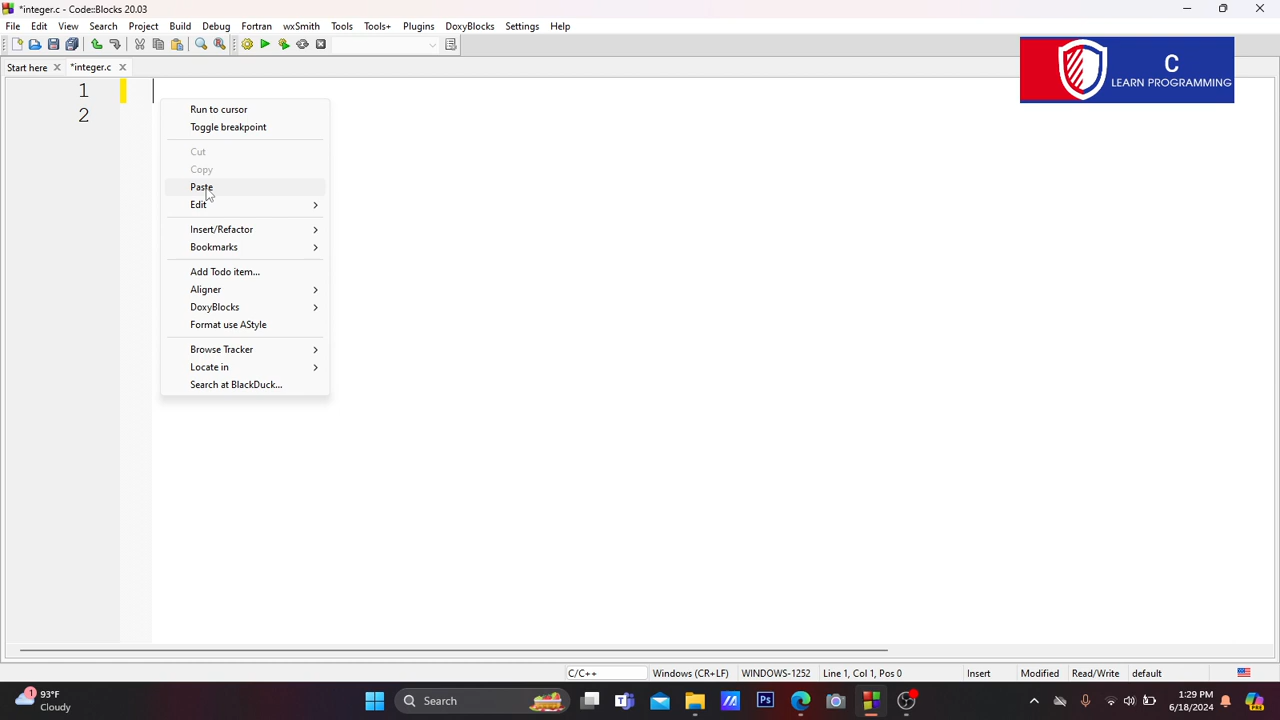 *integer.c - Code::Blocks 20.03
File Edit View Search Project Build Debug Fortran wxSmith Tools Tools+ Plugins DoxyBlocks Settings Help
Start here
*integer.c
C
LEARN PROGRAMMING
1
2
Run to cursor
Toggle breakpoint
Cut
Copy
Paste
Edit
Insert/Refactor
Bookmarks
Add Todo item...
Aligner
DoxyBlocks
Format use AStyle
Browse Tracker
Locate in
Search at BlackDuck...
C/C++ Windows (CR+LF) WINDOWS-1252 Line 1, Col 1, Pos 0 Insert Modified Read/Write default
1
93°F
Cloudy
Search
Ps
1:29 PM
6/18/2024
PRE